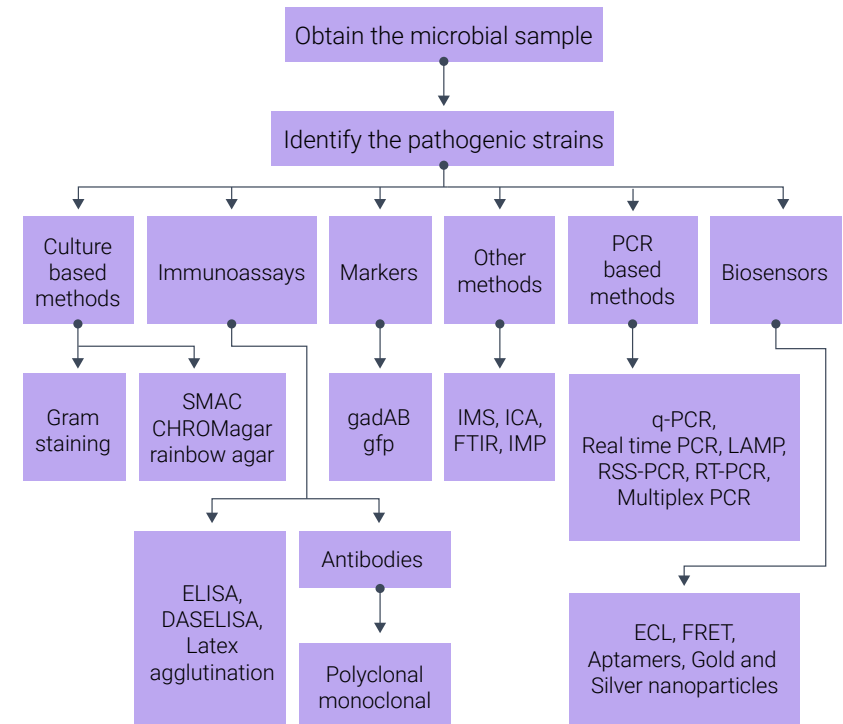 Obtain the microbial sample
Identify the pathogenic strains
Culture
based
methods
Immunoassays
Markers
Other
methods
PCR
based
methods
Biosensors
Gram
staining
SMAC
CHROMagar
rainbow agar
gadAB
gfp
IMS, ICA,
FTIR, IMP
q-PCR,
Real time PCR, LAMP,
RSS-PCR, RT-PCR,
Multiplex PCR
ELISA,
DASELISA,
Latex
agglutination
Antibodies
Polyclonal
monoclonal
ECL, FRET,
Aptamers, Gold and
Silver nanoparticles